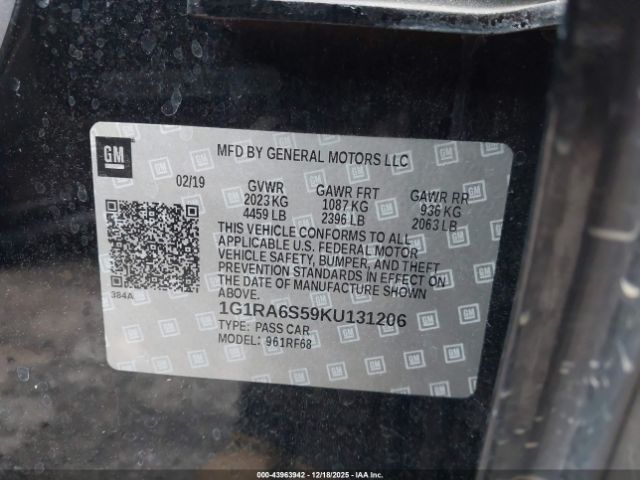 GM
MFD BY GENERAL MOTORS LLC
02/19 GVWR GAWR FRT GAWR RR
2023 KG 1087 KG 936 KG
4459 LB 2396 LB 2063 LB
THIS VEHICLE CONFORMS TO ALL
APPLICABLE U.S. FEDERAL MOTOR
VEHICLE SAFETY, BUMPER, AND THEFT
PREVENTION STANDARDS IN EFFECT ON
THE DATE OF MANUFACTURE SHOWN
ABOVE.
384A
1G1RA6S59KU131206
TYPE: PASS CAR
MODEL: 961RF68
000-43963942 | 12/18/2025 - IAA, Inc.